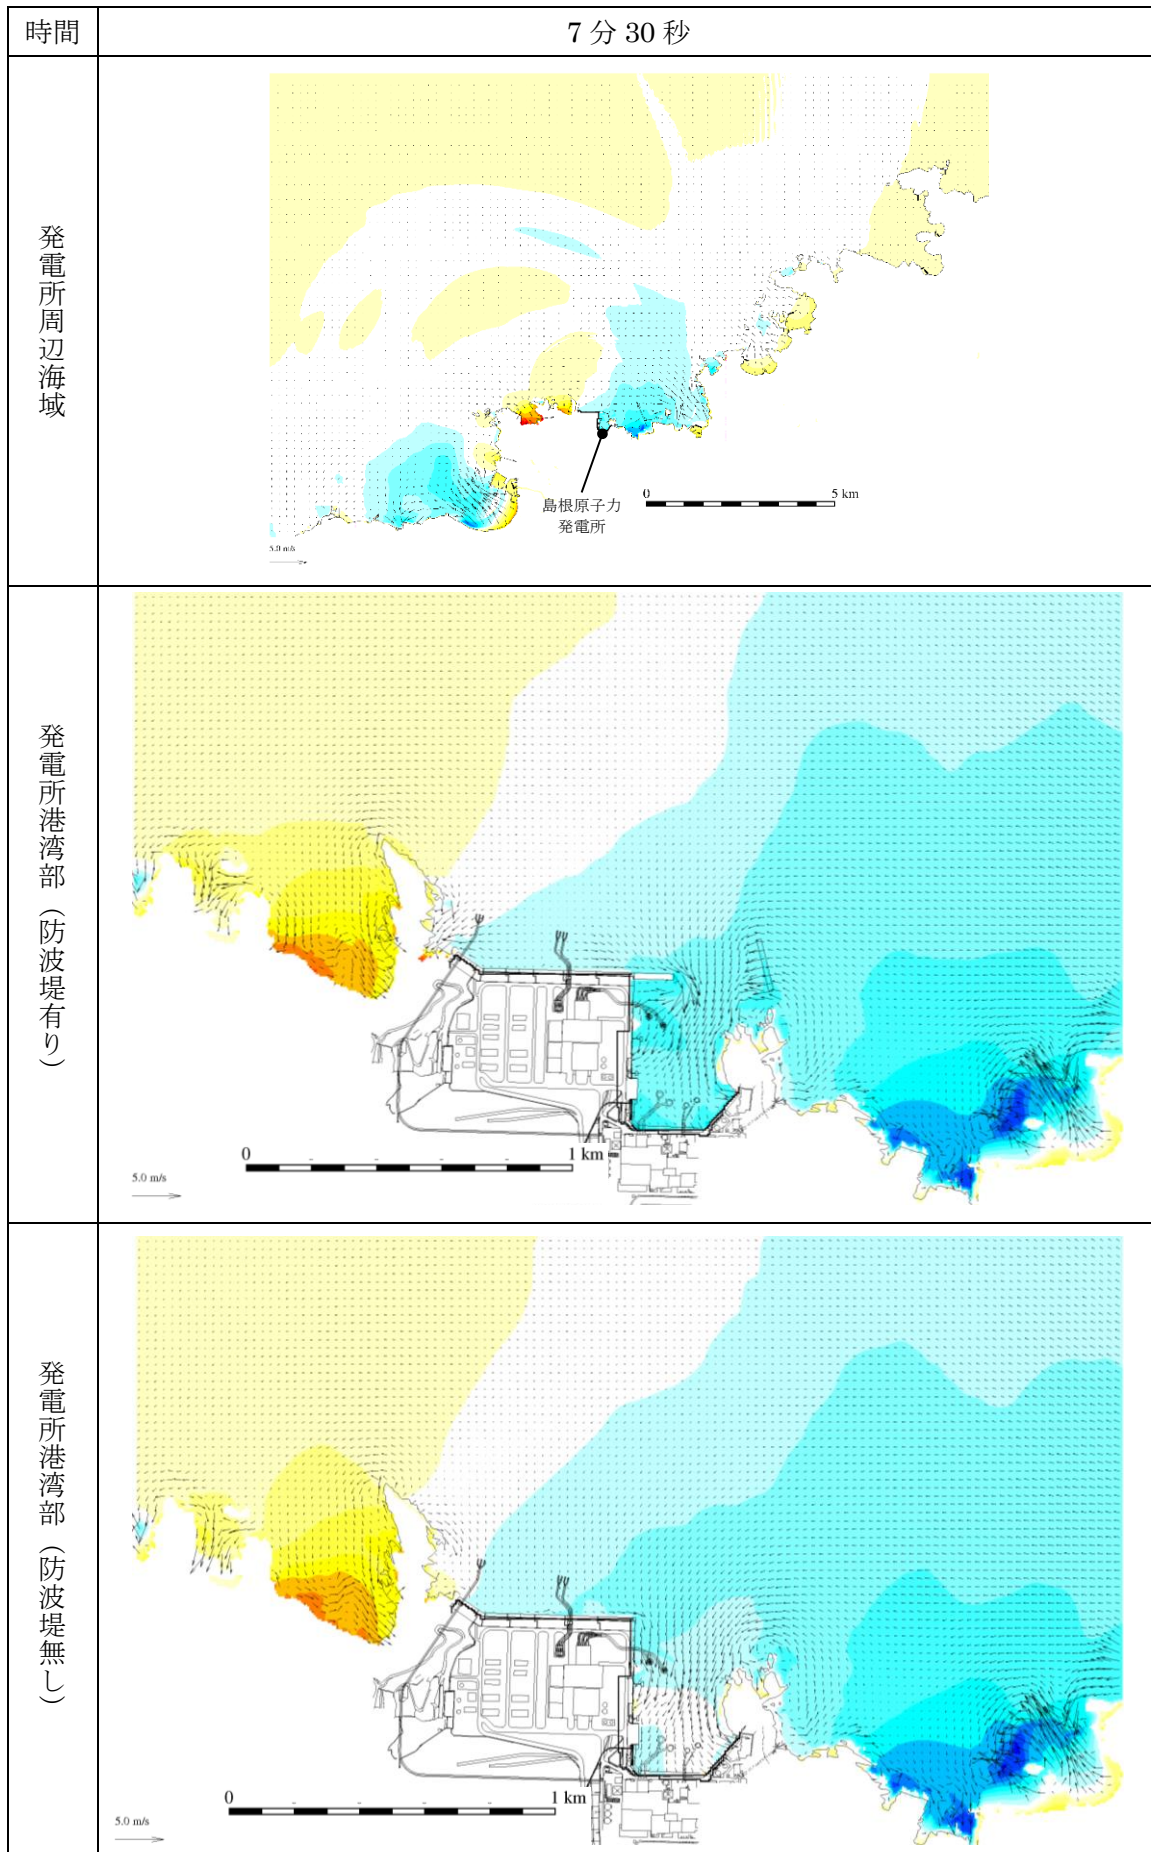 時間
7 分 30 秒
発電所周辺海域
島根原子力
発電所
0
5 km
5.0 m/s
発電所港湾部（防波堤有り）
0
1 km
5.0 m/s
発電所港湾部（防波堤無し）
0
1 km
5.0 m/s